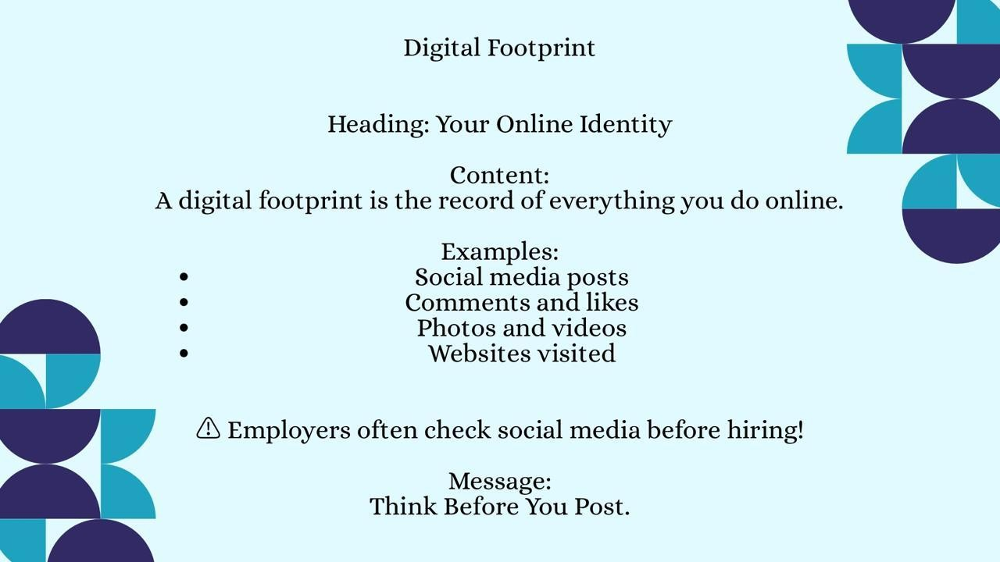 Digital Footprint
Heading: Your Online Identity
Content:
A digital footprint is the record of everything you do online.
Examples:
• Social media posts
• Comments and likes
• Photos and videos
• Websites visited
⚠ Employers often check social media before hiring!
Message:
Think Before You Post.